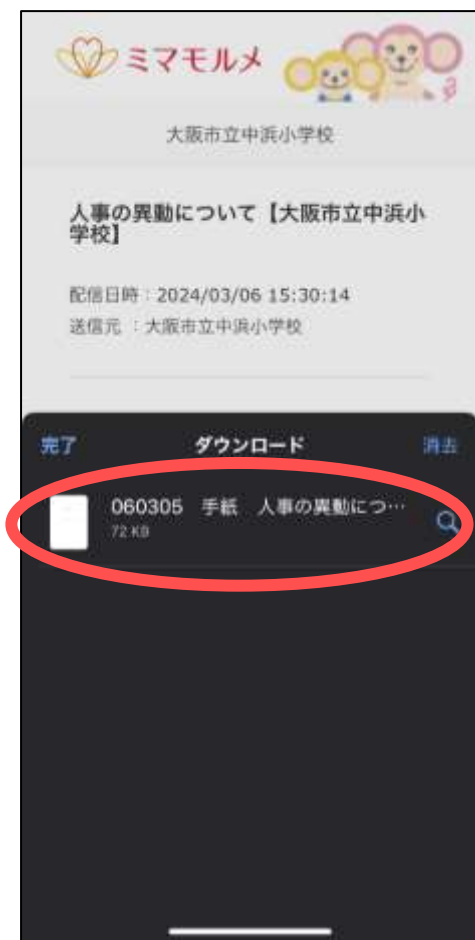 ミマモルメ
大阪市立中浜小学校
人事の異動について【大阪市立中浜小
学校】
配信日時：2024/03/06 15:30:14
送信元 ：大阪市立中浜小学校
完了 ダウンロード 消去
060305 手紙 人事の異動につ…
72 KB